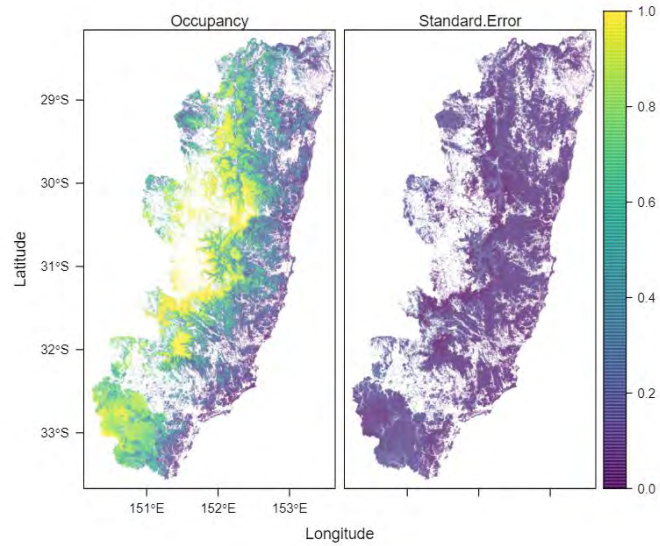 Occupancy
Standard.Error
29°S
30°S
31°S
32°S
33°S
Latitude
151°E
152°E
153°E
Longitude
1.0
0.8
0.6
0.4
0.2
0.0